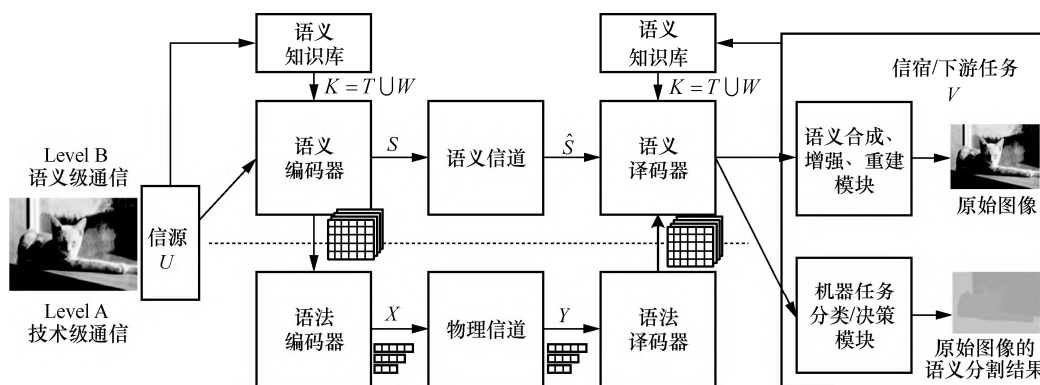 语义
知识库
语义
知识库
信宿/下游任务
V
K = T ⋃ W
K = T ⋃ W
Level B
语义级通信
语义
编码器
S
语义信道
Ŝ
语义
译码器
语义合成、
增强、重建
模块
原始图像
信源
U
Level A
技术级通信
语法
编码器
X
物理信道
Y
语法
译码器
机器任务
分类/决策
模块
原始图像的
语义分割结果